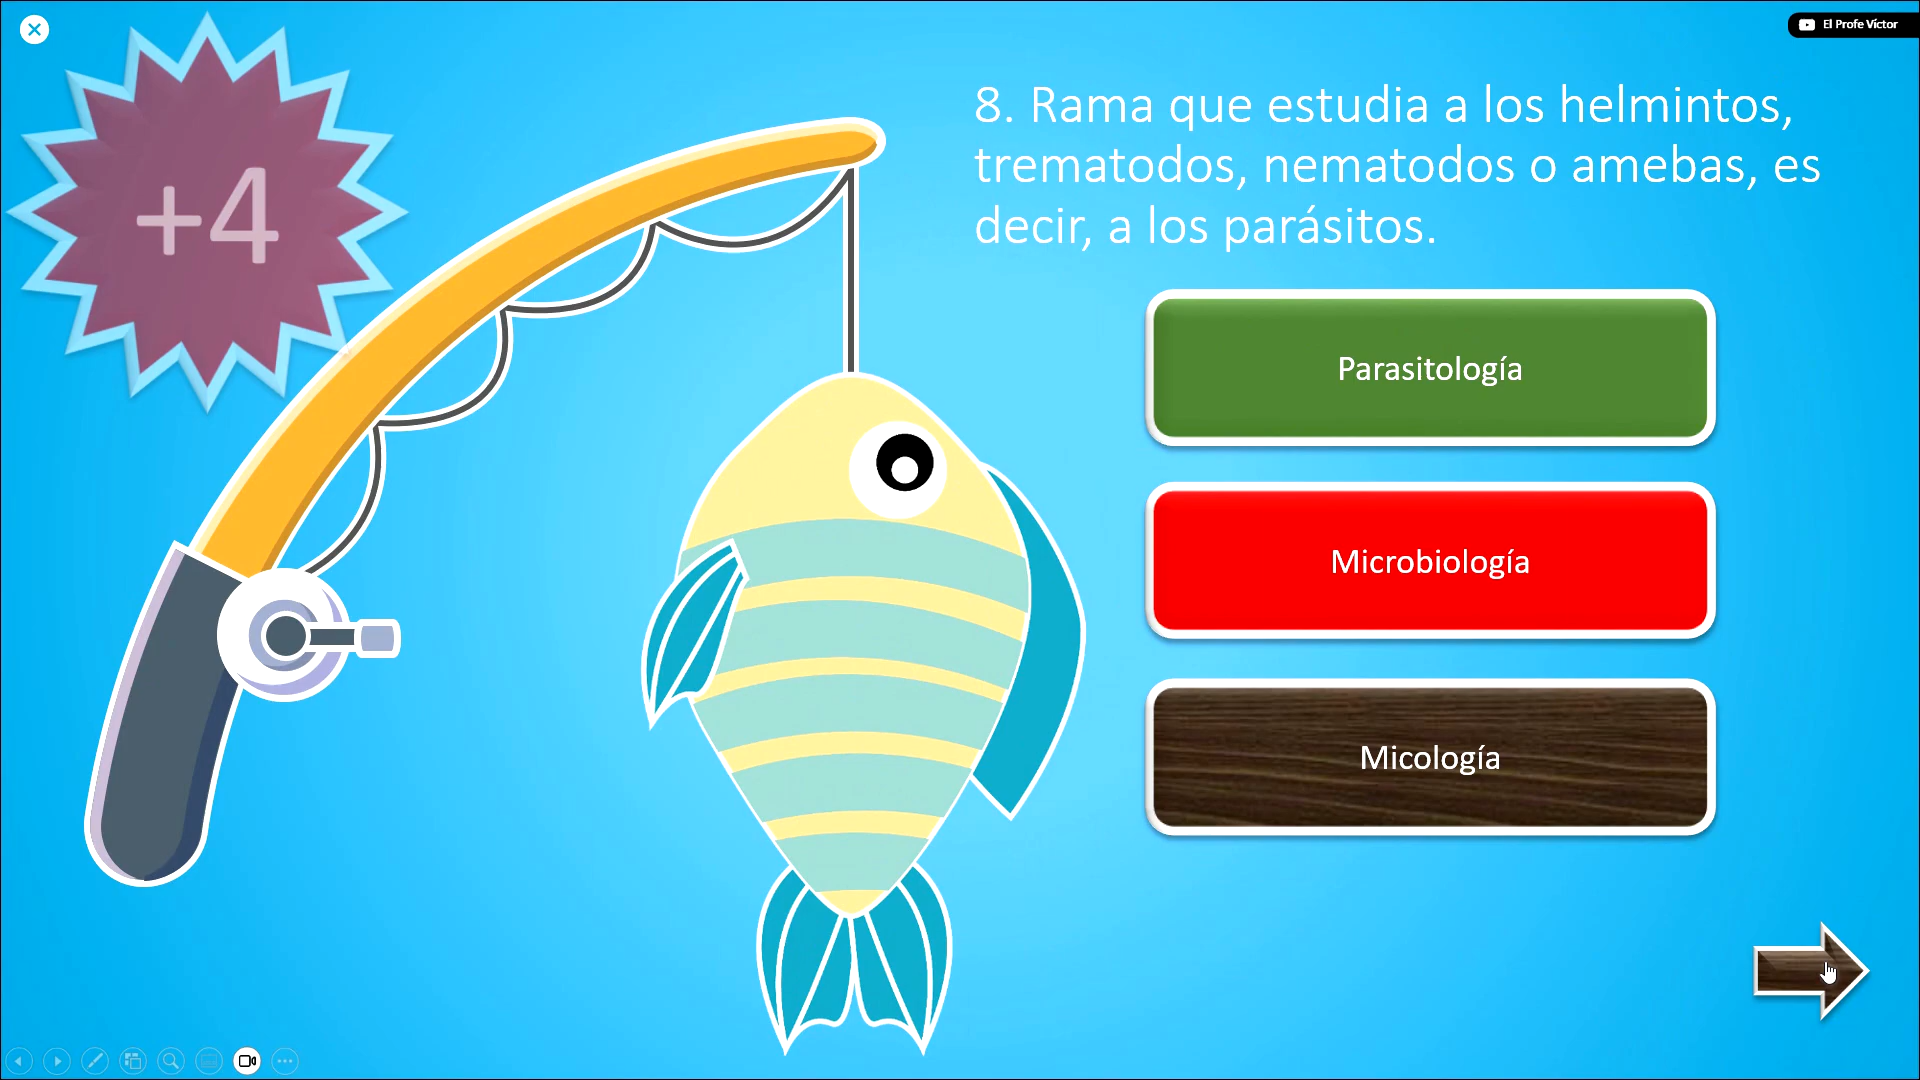 El Profe Víctor
+4
8. Rama que estudia a los helmintos,
trematodos, nematodos o amebas, es
decir, a los parásitos.
Parasitología
Microbiología
Micología